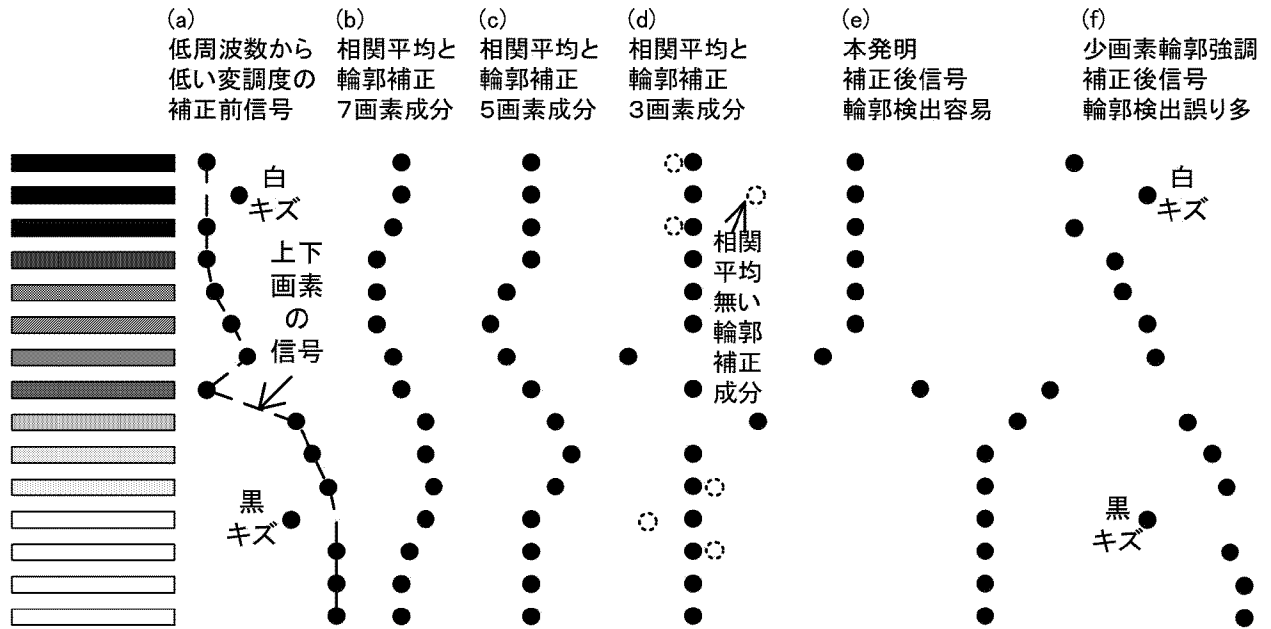 (a)
低周波数から
低い変調度の
補正前信号
(b)
相関平均と
輪郭補正
7画素成分
(c)
相関平均と
輪郭補正
5画素成分
(d)
相関平均と
輪郭補正
3画素成分
(e)
本発明
補正後信号
輪郭検出容易
(f)
少画素輪郭強調
補正後信号
輪郭検出誤り多
白
キズ
上下
画素
の
信号
黒
キズ
相関
平均
無い
輪郭
補正
成分
白
キズ
黒
キズ